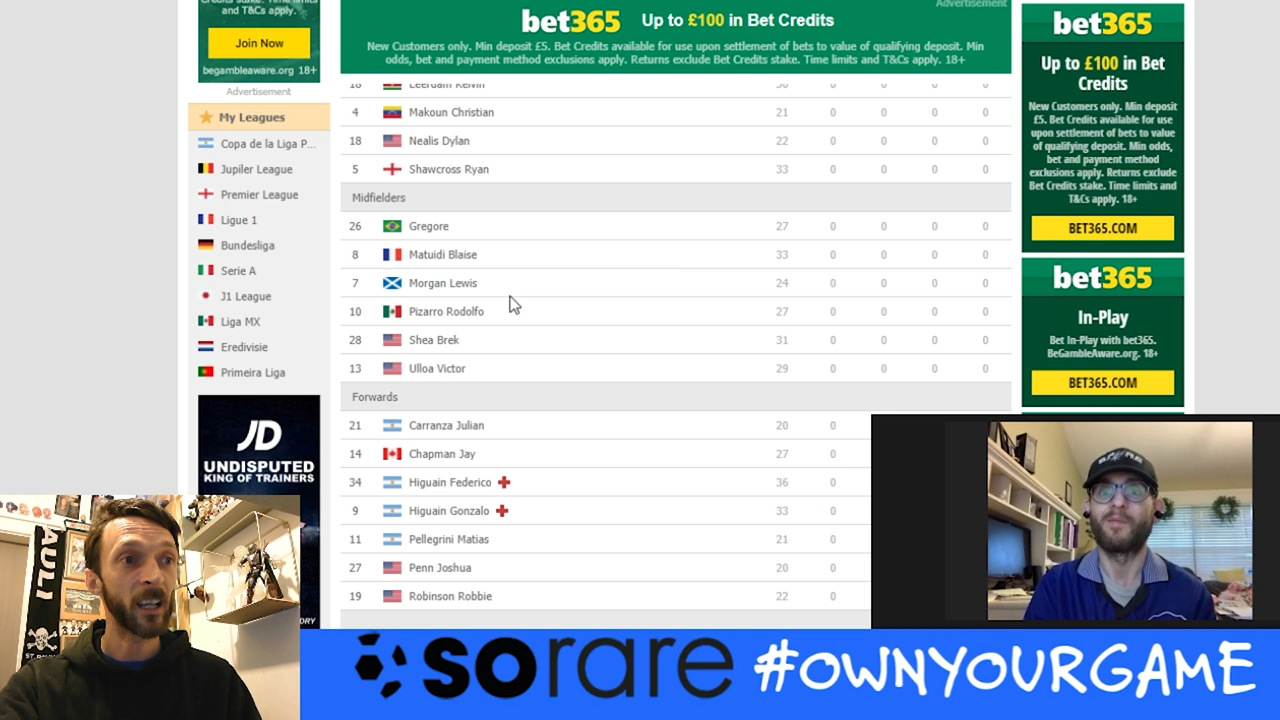 and T&Cs apply.
Join Now
begambleaware.org 18+
Advertisement
My Leagues
Copa de la Liga P...
Jupiler League
Premier League
Ligue 1
Bundesliga
Serie A
J1 League
Liga MX
Eredivisie
Primeira Liga
JD
UNDISPUTED
KING OF TRAINERS
Advertisement
bet365 Up to £100 in Bet Credits
New Customers only. Min deposit £5. Bet Credits available for use upon settlement of bets to value of qualifying deposit. Min
odds, bet and payment method exclusions apply. Returns exclude Bet Credits stake. Time limits and T&Cs apply. 18+
4 Makoun Christian 21 0 0 0 0
18 Nealis Dylan 22 0 0 0 0
5 Shawcross Ryan 33 0 0 0 0
Midfielders
26 Gregore 27 0 0 0 0
8 Matuidi Blaise 33 0 0 0 0
7 Morgan Lewis 24 0 0 0 0
10 Pizarro Rodolfo 27 0 0 0 0
28 Shea Brek 31 0 0 0 0
13 Ulloa Victor 29 0 0 0 0
Forwards
21 Carranza Julian 20 0
14 Chapman Jay 27 0
34 Higuain Federico 36 0
9 Higuain Gonzalo 33 0
11 Pellegrini Matias 21 0
27 Penn Joshua 20 0
19 Robinson Robbie 22 0
bet365
Up to £100 in Bet
Credits
New Customers only. Min deposit
£5. Bet Credits available for use
upon settlement of bets to value
of qualifying deposit. Min odds,
bet and payment method
exclusions apply. Returns exclude
Bet Credits stake. Time limits and
T&Cs apply. 18+
BET365.COM
bet365
In-Play
Bet In-Play with bet365.
BeGambleAware.org. 18+
BET365.COM
AULI
sorare #OWNYOURGAME